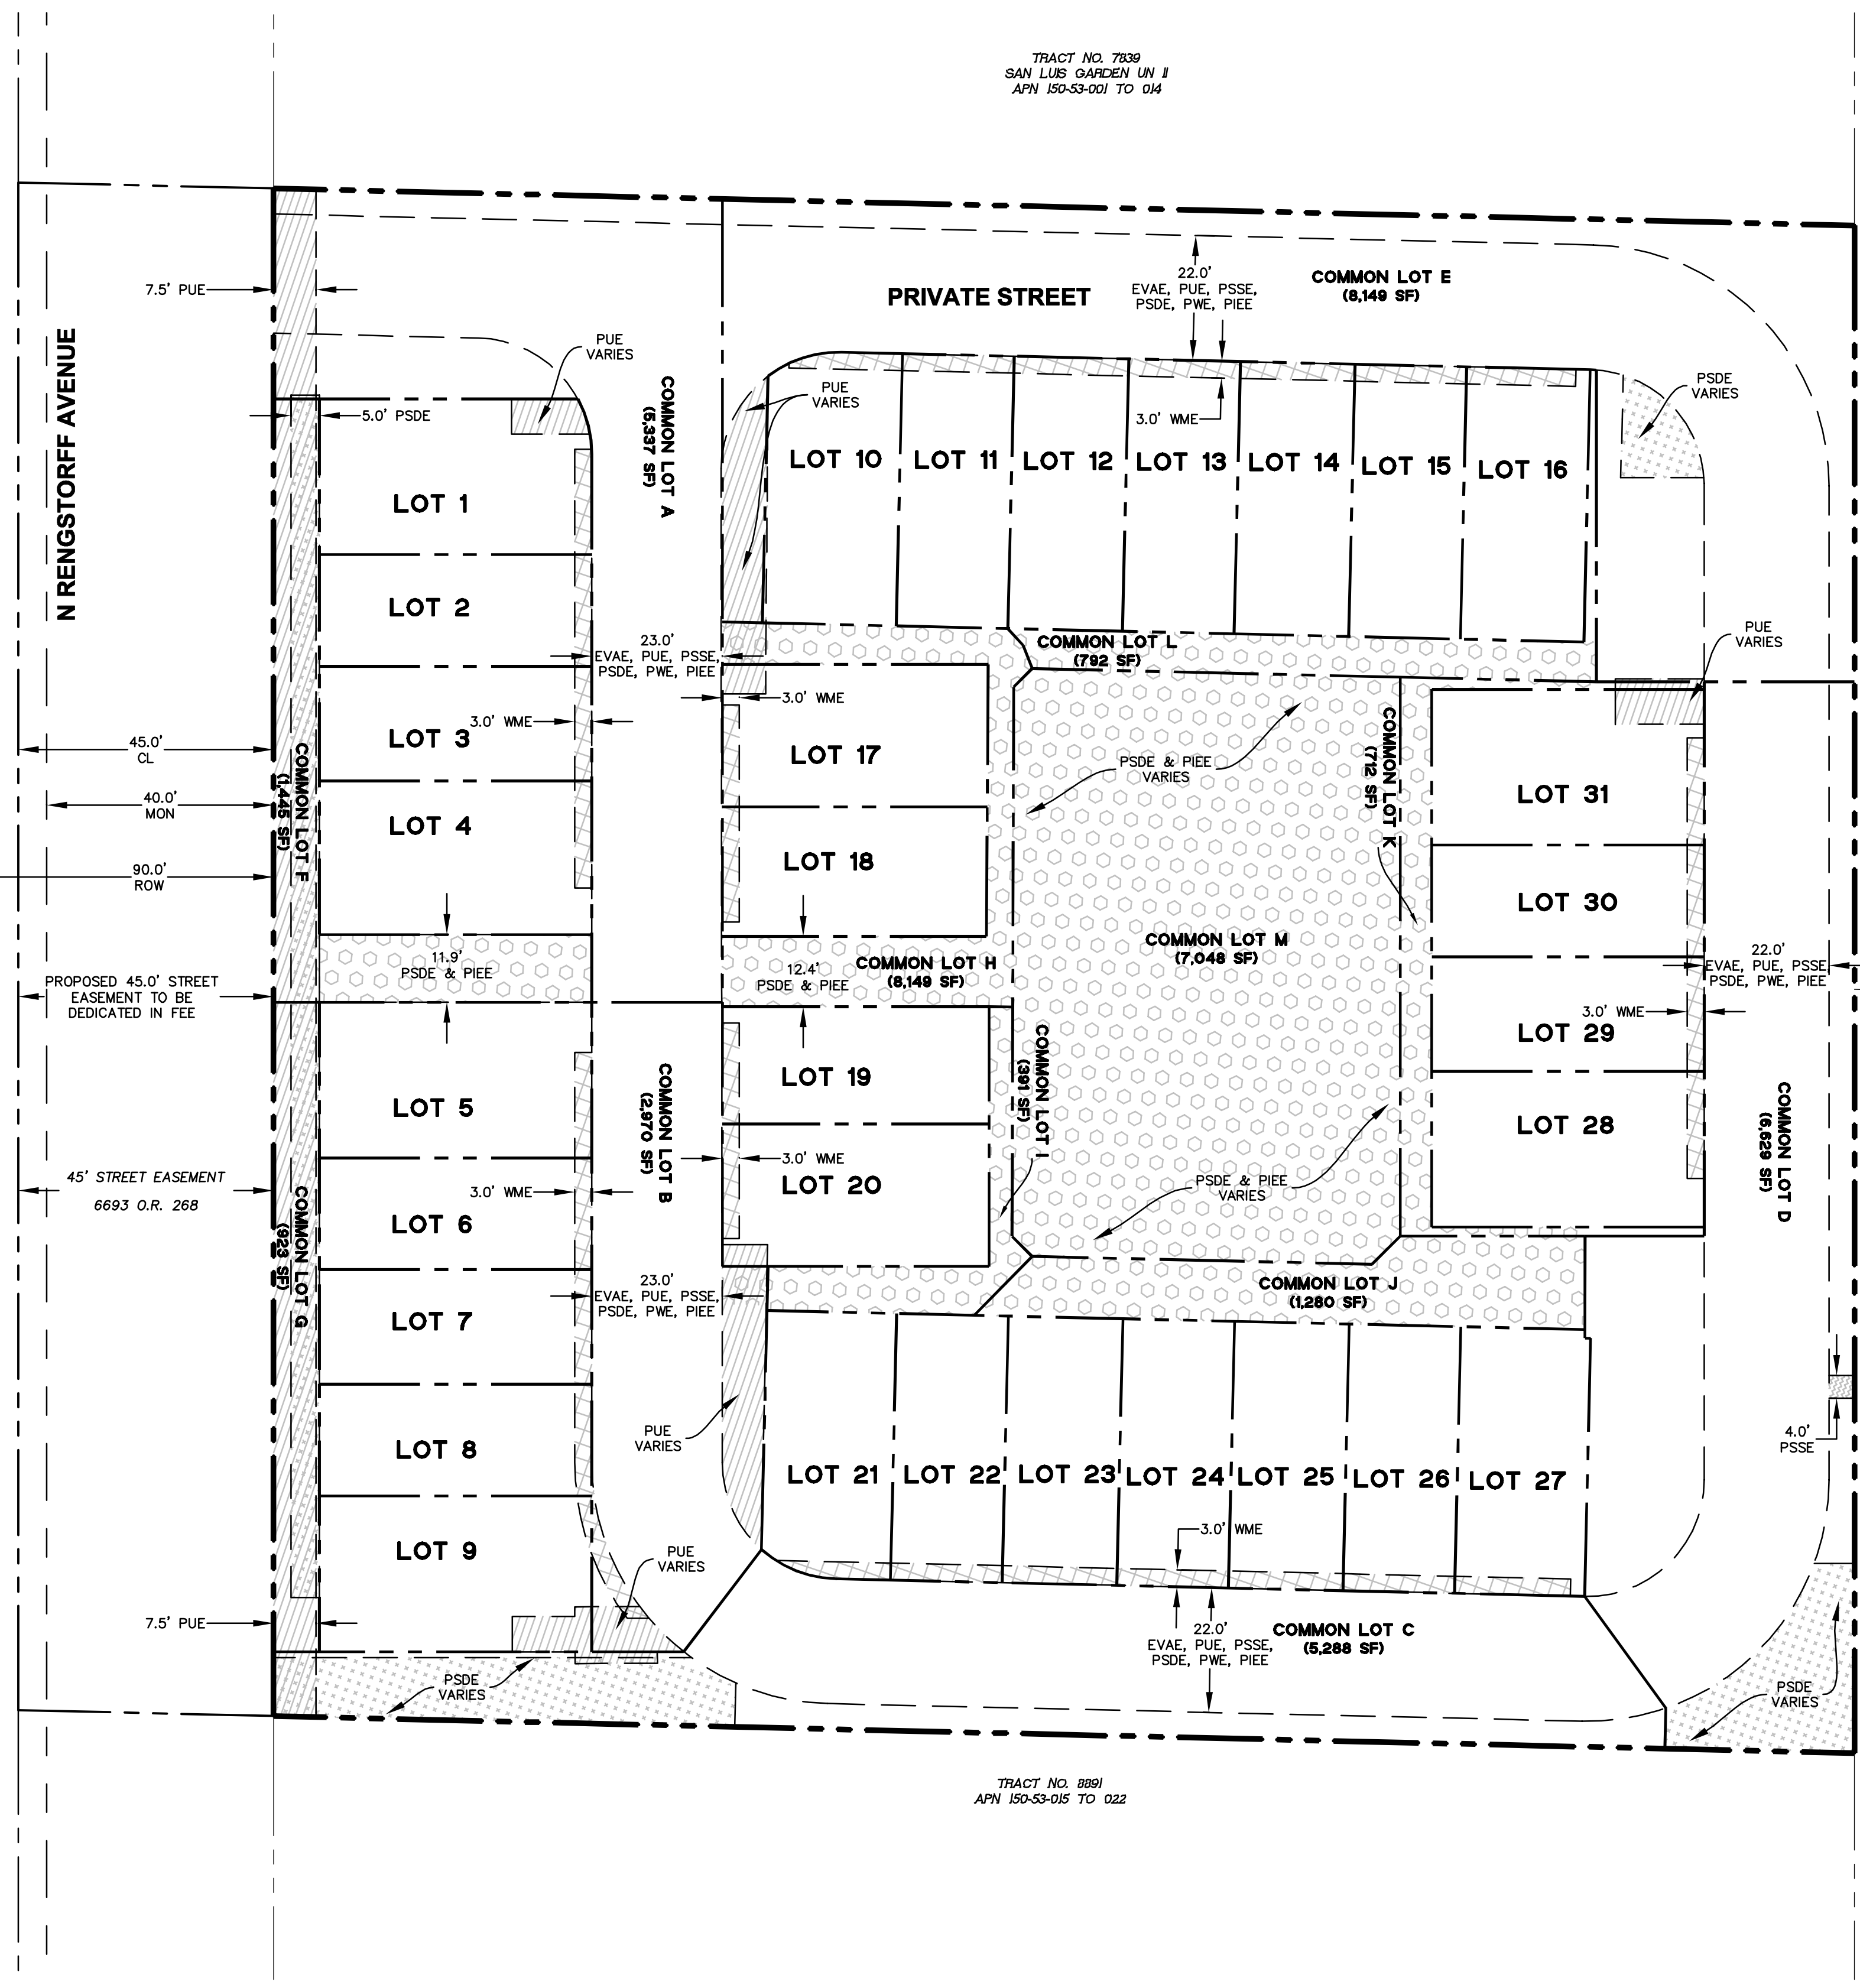 TRACT NO. 7839
SAN LUIS GARDEN UN II
APN 150-53-001 TO 014
7.5' PUE
N RENGSTORFF AVENUE
PUE
VARIES
5.0' PSDE
COMMON LOT A
(5,337 SF)
PRIVATE STREET
22.0'
EVAE, PUE, PSSE,
PSDE, PWE, PIEE
COMMON LOT E
(8,149 SF)
PUE
VARIES
3.0' WME
PSDE
VARIES
LOT 1
LOT 10
LOT 11
LOT 12
LOT 13
LOT 14
LOT 15
LOT 16
LOT 2
23.0'
EVAE, PUE, PSSE,
PSDE, PWE, PIEE
COMMON LOT L
(792 SF)
PUE
VARIES
3.0' WME
LOT 3
3.0' WME
45.0'
CL
40.0'
MON
90.0'
ROW
COMMON LOT F
(1,445 SF)
LOT 4
LOT 17
LOT 18
PSDE & PIEE
VARIES
COMMON LOT K
(712 SF)
LOT 31
LOT 30
COMMON LOT M
(7,048 SF)
11.9'
PSDE & PIEE
12.4'
PSDE & PIEE
COMMON LOT H
(8,149 SF)
22.0'
EVAE, PUE, PSSE,
PSDE, PWE, PIEE
PROPOSED 45.0' STREET
EASEMENT TO BE
DEDICATED IN FEE
3.0' WME
LOT 29
LOT 5
COMMON LOT B
(2,970 SF)
LOT 19
COMMON LOT I
(391 SF)
LOT 28
COMMON LOT D
(6,629 SF)
3.0' WME
LOT 20
PSDE & PIEE
VARIES
45' STREET EASEMENT
6693 O.R. 268
COMMON LOT G
(923 SF)
3.0' WME
LOT 6
23.0'
EVAE, PUE, PSSE,
PSDE, PWE, PIEE
COMMON LOT J
(1,280 SF)
LOT 7
PUE
VARIES
4.0'
PSSE
LOT 8
LOT 21
LOT 22
LOT 23
LOT 24
LOT 25
LOT 26
LOT 27
LOT 9
PUE
VARIES
3.0' WME
7.5' PUE
22.0'
EVAE, PUE, PSSE,
PSDE, PWE, PIEE
COMMON LOT C
(5,288 SF)
PSDE
VARIES
PSDE
VARIES
TRACT NO. 8891
APN 150-53-015 TO 022